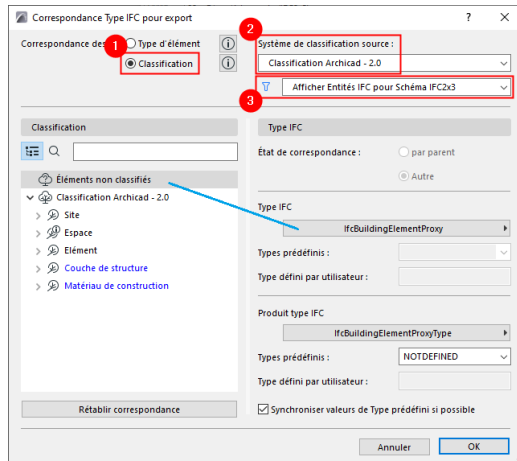 Correspondance Type IFC pour export
?
Correspondance des
1
Type d'élément
Classification
2
Système de classification source :
Classification Archicad - 2.0
3
Afficher Entités IFC pour Schéma IFC2x3
Classification
Éléments non classifiés
Classification Archicad - 2.0
Site
Espace
Elément
Couche de structure
Matériau de construction
Rétablir correspondance
Type IFC
État de correspondance :
par parent
Autre
Type IFC
IfcBuildingElementProxy
Types prédéfinis :
Type défini par utilisateur :
Produit type IFC
IfcBuildingElementProxyType
Types prédéfinis :
NOTDEFINED
Type défini par utilisateur :
Synchroniser valeurs de Type prédéfini si possible
Annuler
OK